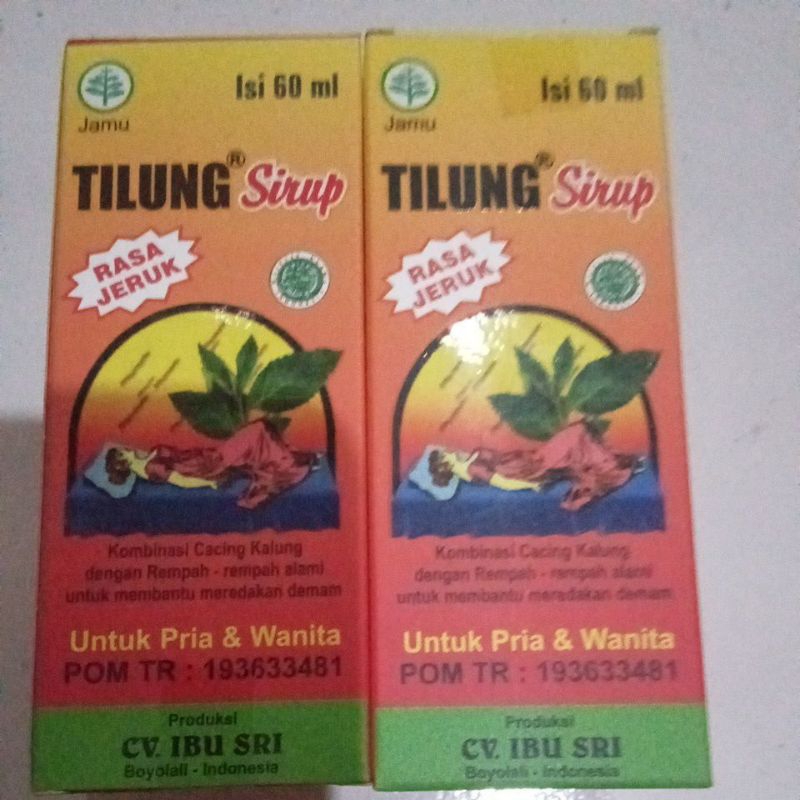 Isi 60 ml
Jamu
TILUNG® Sirup
RASA
JERUK
Kombinasi Cacing Kalung
dengan Rempah - rempah alami
untuk membantu meredakan demam
Untuk Pria & Wanita
POM TR : 193633481
Produksi
CV. IBU SRI
Boyolali - Indonesia
Isi 60 ml
Jamu
TILUNG® Sirup
RASA
JERUK
Kombinasi Cacing Kalung
dengan Rempah - rempah alami
untuk membantu meredakan demam
Untuk Pria & Wanita
POM TR : 193633481
Produksi
CV. IBU SRI
Boyolali - Indonesia